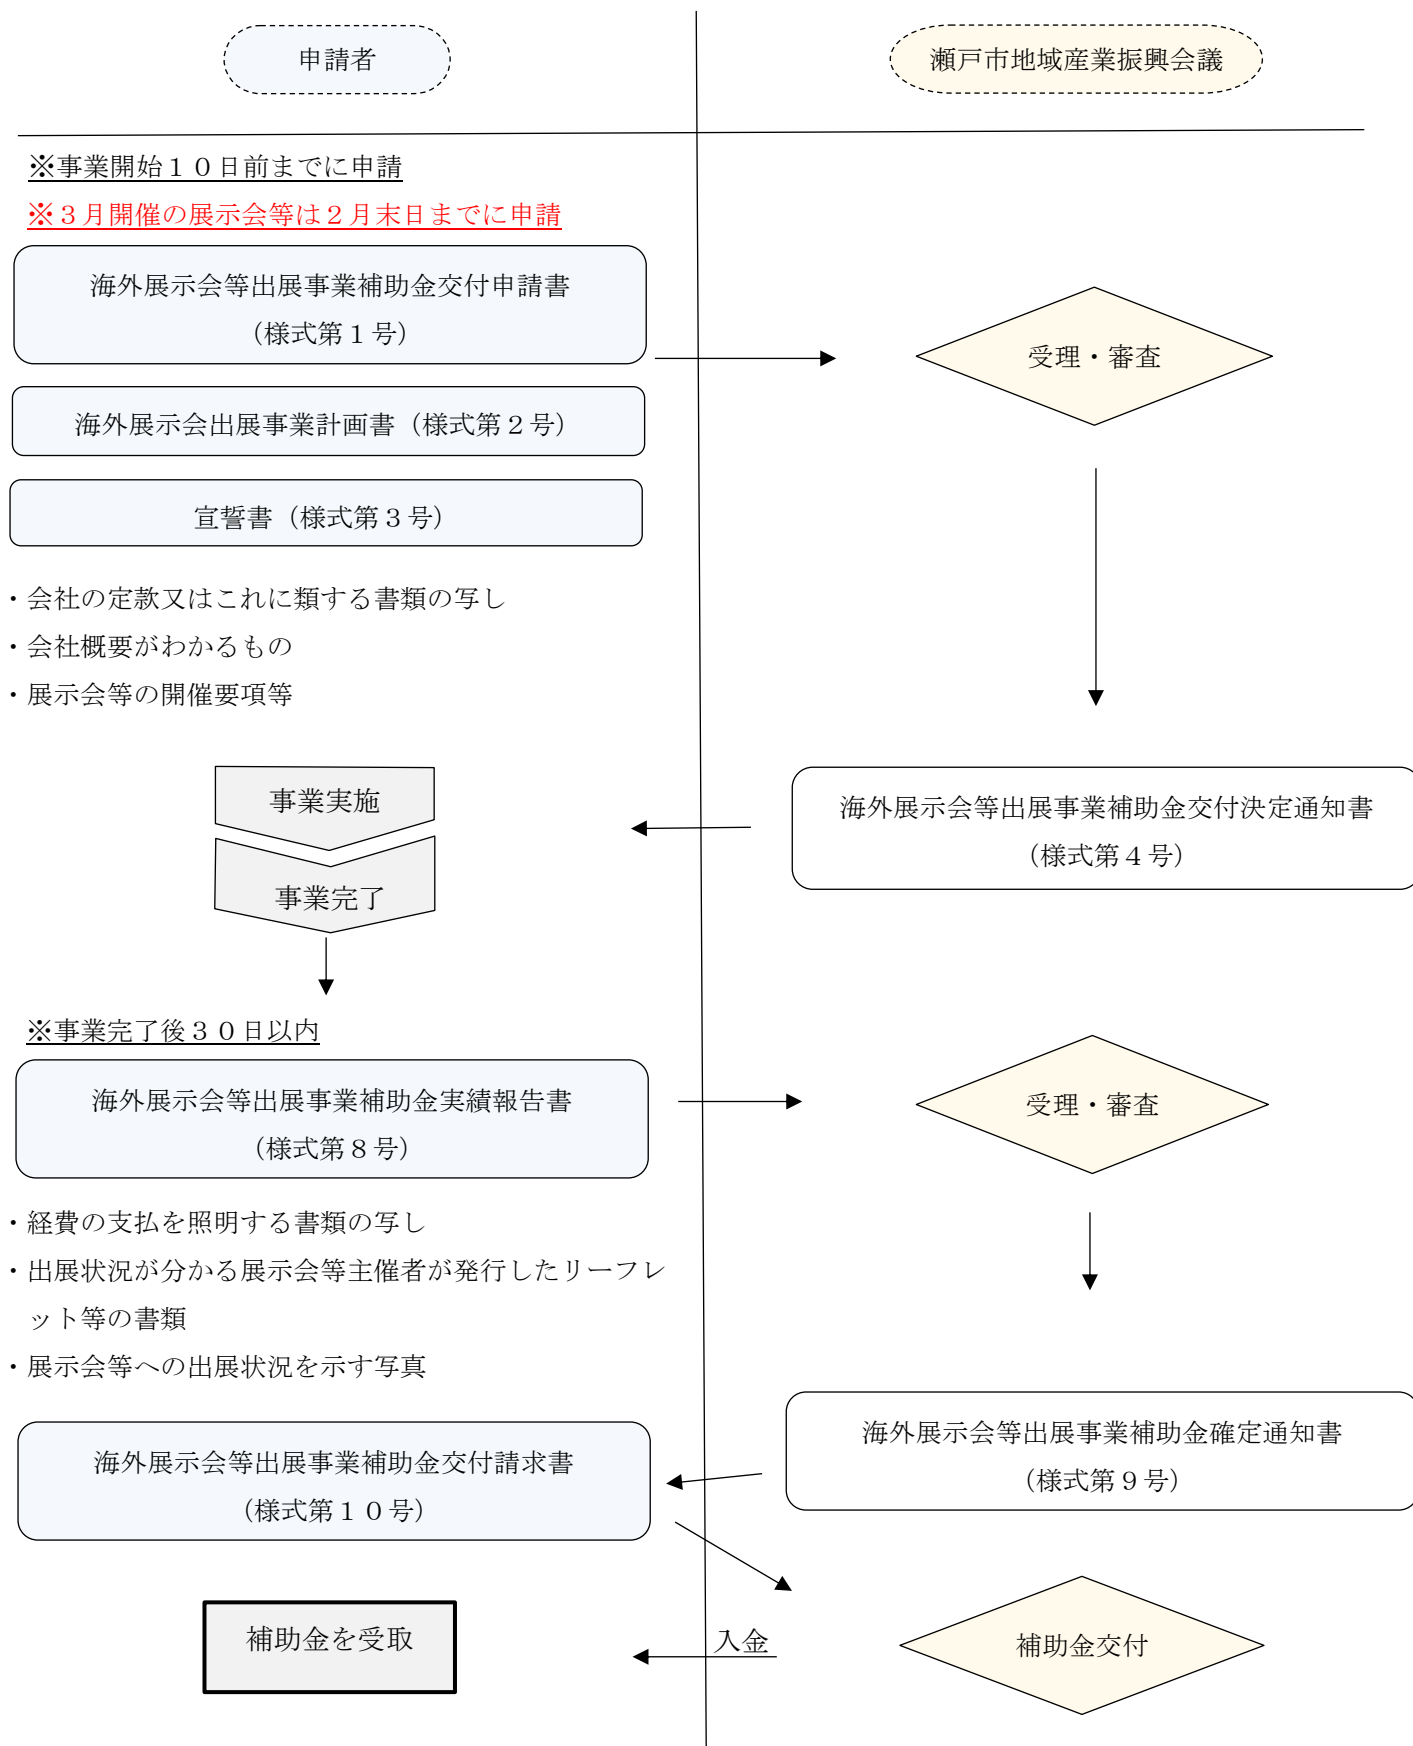 申請者
瀬戸市地域産業振興会議
※事業開始１０日前までに申請
※３月開催の展示会等は２月末日までに申請
海外展示会等出展事業補助金交付申請書
（様式第１号）
受理・審査
海外展示会出展事業計画書（様式第２号）
宣誓書（様式第３号）
・会社の定款又はこれに類する書類の写し
・会社概要がわかるもの
・展示会等の開催要項等
事業実施
海外展示会等出展事業補助金交付決定通知書
（様式第４号）
事業完了
※事業完了後３０日以内
海外展示会等出展事業補助金実績報告書
（様式第８号）
受理・審査
・経費の支払を照明する書類の写し
・出展状況が分かる展示会等主催者が発行したリーフレ
ット等の書類
・展示会等への出展状況を示す写真
海外展示会等出展事業補助金確定通知書
（様式第９号）
海外展示会等出展事業補助金交付請求書
（様式第１０号）
補助金を受取
入金
補助金交付